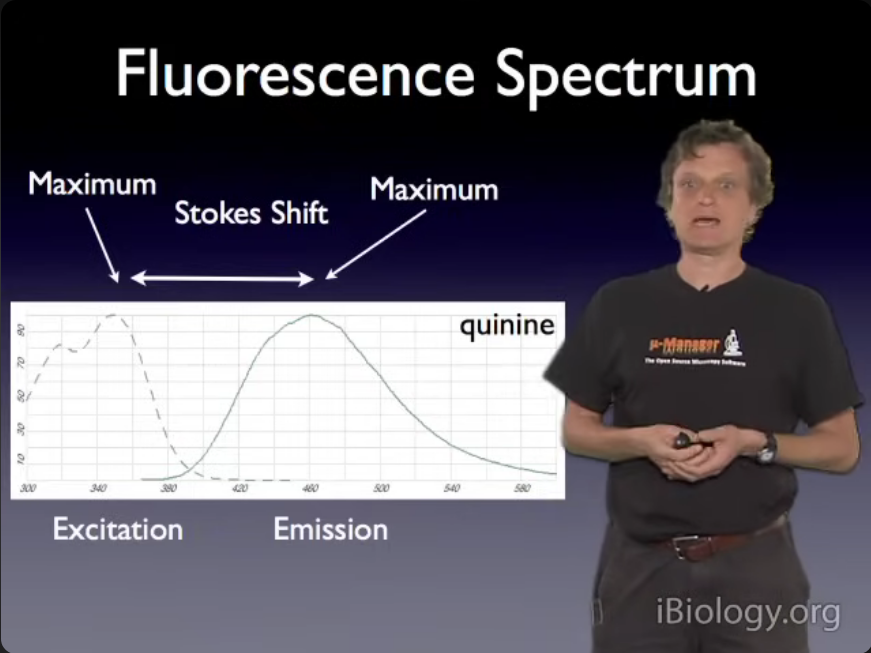 Fluorescence Spectrum
Maximum
Stokes Shift
Maximum
quinine
90
70
50
30
10
300 340 380 420 460 500 540 580
Excitation
Emission
µ-Manager
The Open Source Microscopy Software
iBiology.org